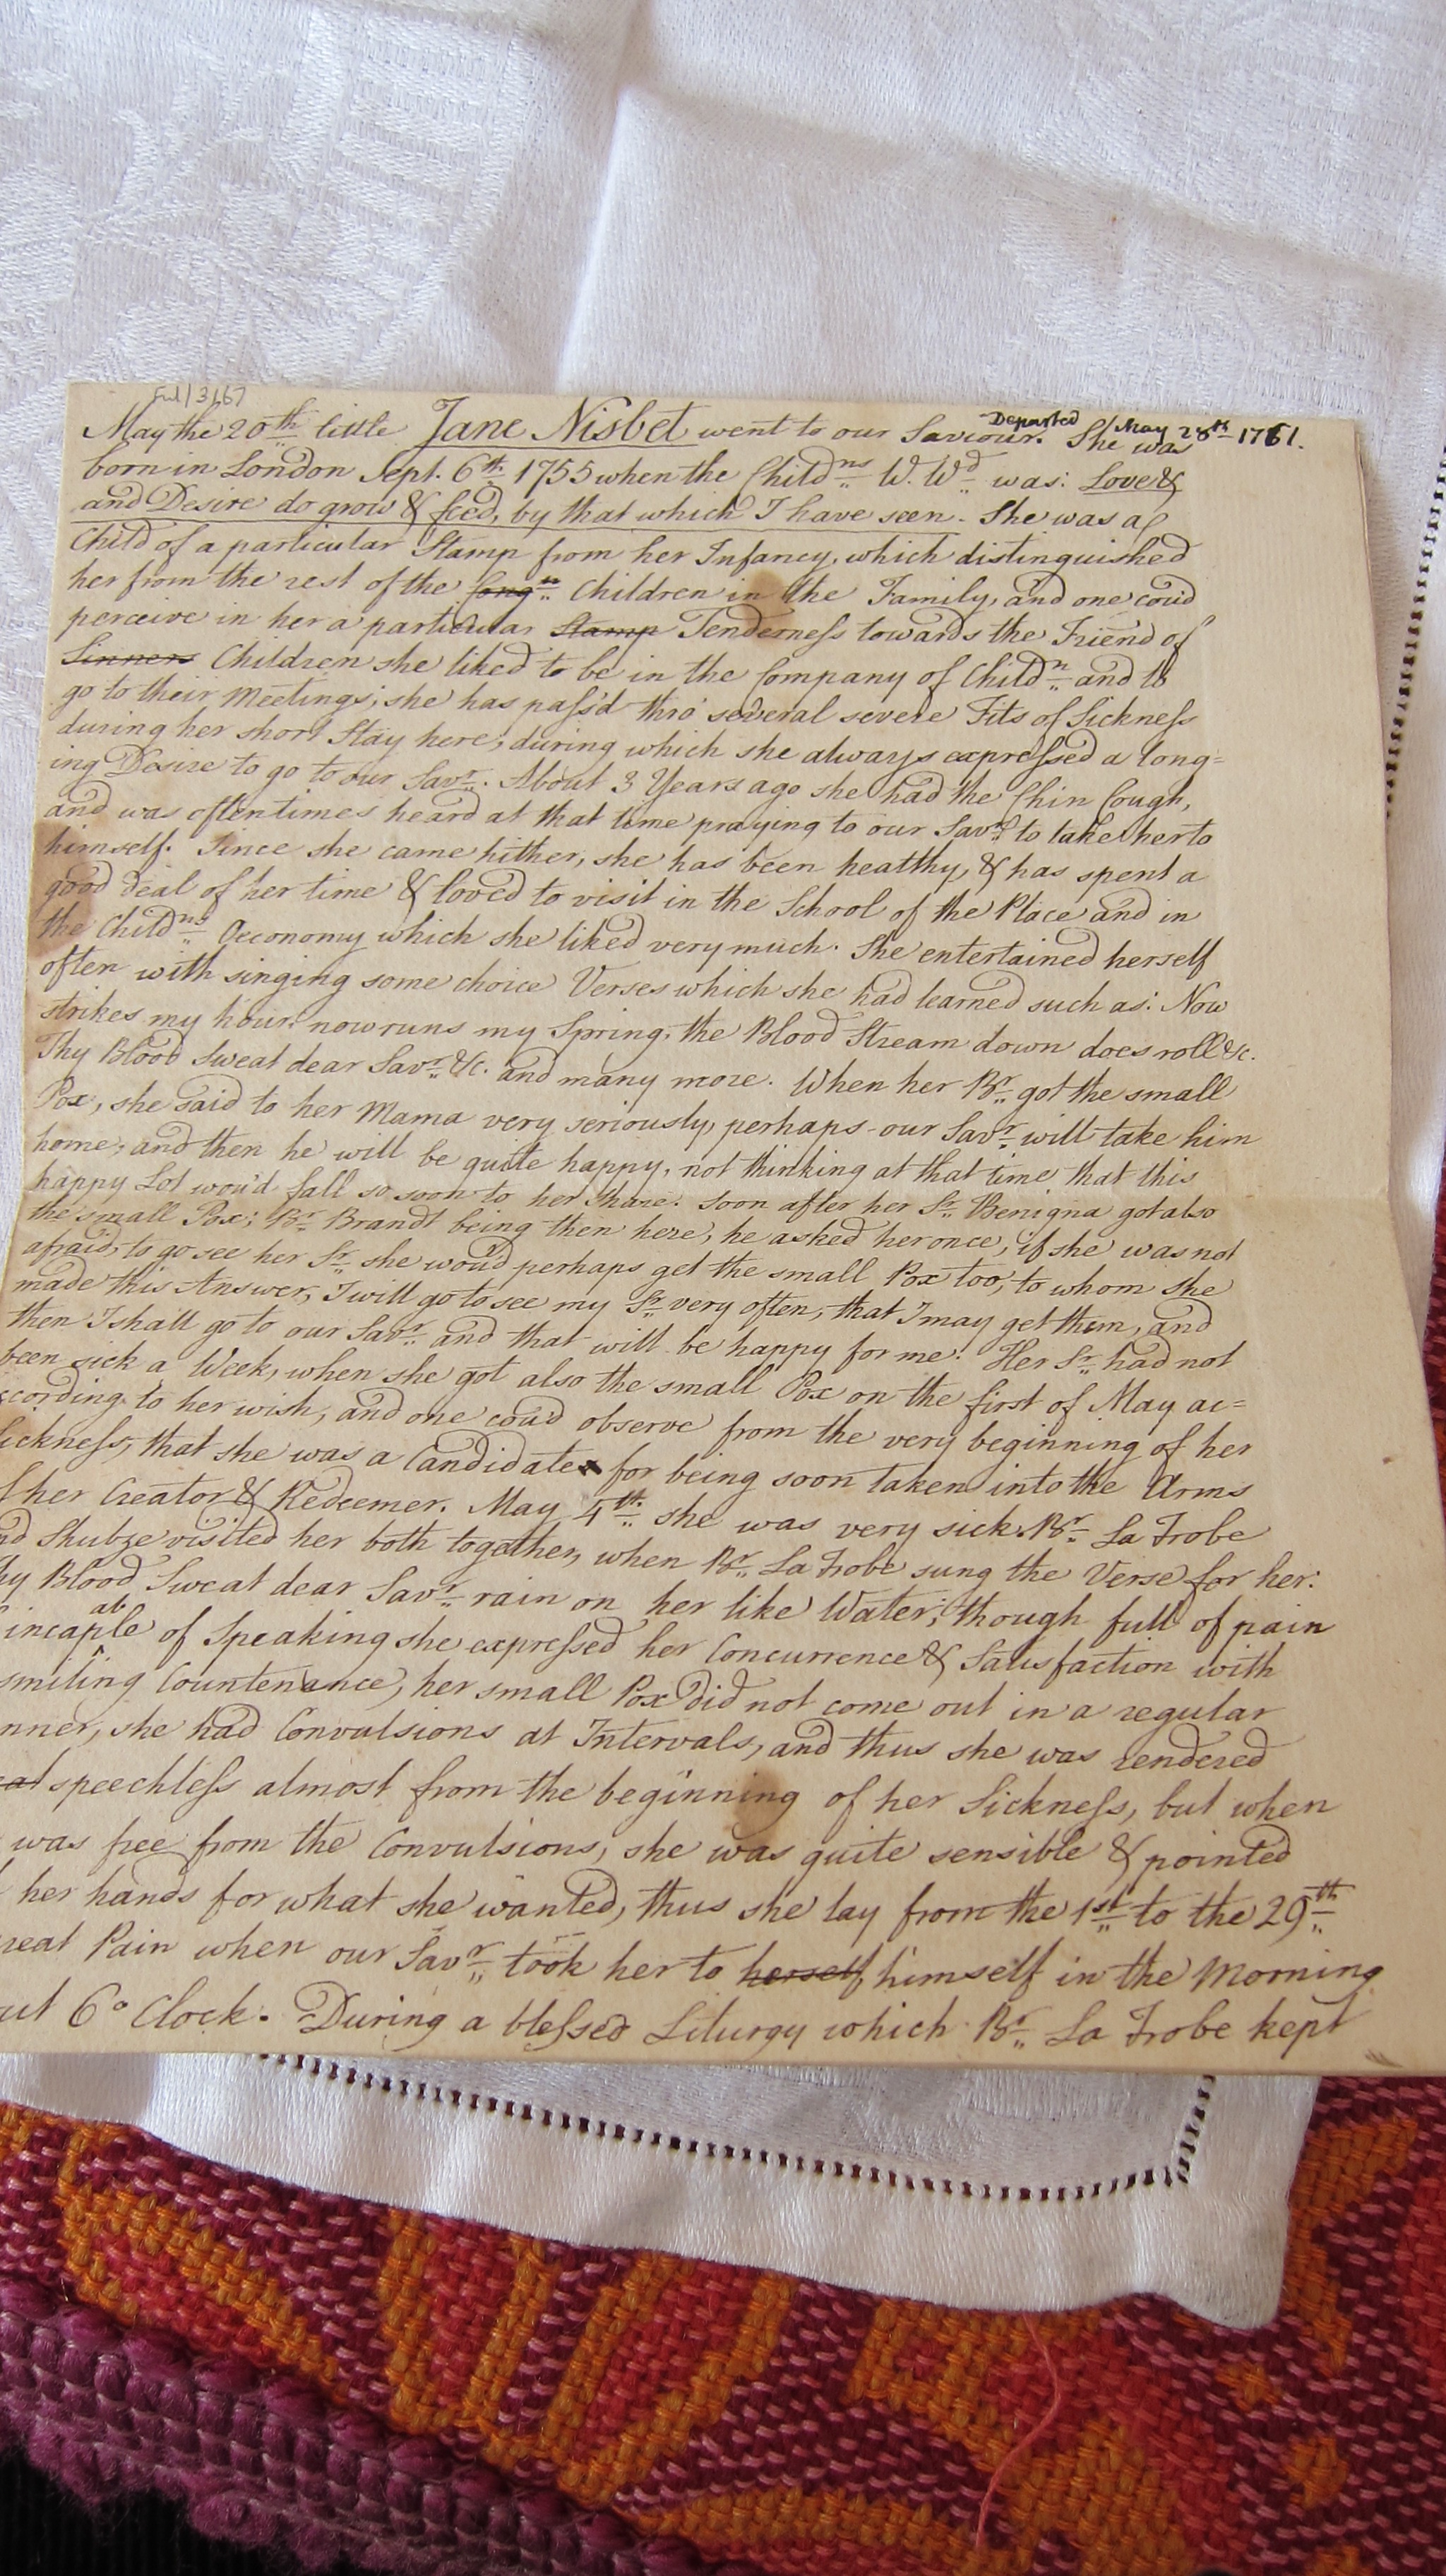 Ful/3/67
May the 20th little Jane Nisbet went to our Saviour. She was
Departed May 28th 1761.
born in London Sept. 6th 1755 when the Childns W. Wd was: Love &
and Desire do grow & feed, by that which I have seen. She was a
Child of a particular Stamp from her Infancy, which distinguished
her from the rest of the Congn Children in the Family, and one cou'd
perceive in her a particular Stamp Tenderness towards the Friend of
Sinners Children she liked to be in the Company of Childn and to
go to their Meetings; she has pass'd thro' several severe Fits of Sickness
during her short Stay here; during which she always expressed a long=
ing Desire to go to our Savr. About 3 Years ago she had the Chin Cough,
and was oftentimes heard at that time praying to our Savr to take her to
himself. Since she came hither, she has been healthy, & has spent a
good deal of her time & loved to visit in the School of the Place and in
the Childns Oeconomy which she liked very much. She entertained herself
often with singing some choice Verses which she had learned such as: Now
strikes my hour: now runs my Spring, the Blood Stream down does roll &c.
Thy Blood Sweat dear Savr &c. and many more. When her Br. got the small
Pox, she said to her Mama very seriously, perhaps our Savr will take him
home; and then he will be quite happy, not thinking at that time that this
happy Lot wou'd fall so soon to her share. Soon after her Sr. Benigna got also
the small Pox; Br. Brandt being then here, he asked her once, if she was not
afraid, to go see her Sr. she wou'd perhaps get the small Pox too, to whom she
made this Answer, I will go to see my Sr. very often, that I may get them, and
then I shall go to our Savr. and that will be happy for me. Her Sr. had not
been sick a Week, when she got also the small Pox on the first of May ac=
cording to her wish, and one cou'd observe from the very beginning of her
ickness, that she was a Candidate for being soon taken into the Arms
f her Creator & Redeemer. May 4th. she was very sick Br. La Trobe
nd Shubze visited her both together, when Br. La Trobe sung the Verse for her:
hy Blood Sweat dear Savr. rain on her like Water; though full of pain
incapable of Speaking she expressed her Concurrence & Satisfaction with
smiling Countenance, her small Pox did not come out in a regular
nner, she had Convulsions at Intervals, and thus she was rendered
speechless almost from the beginning of her Sickness, but when
was free from the Convulsions, she was quite sensible & pointed
her hands for what she wanted, thus she lay from the 1st to the 29th
reat Pain when our Savr. took her to herself, himself in the Morning
ut 6 o Clock. During a blessed Liturgy which Br. La Trobe kept